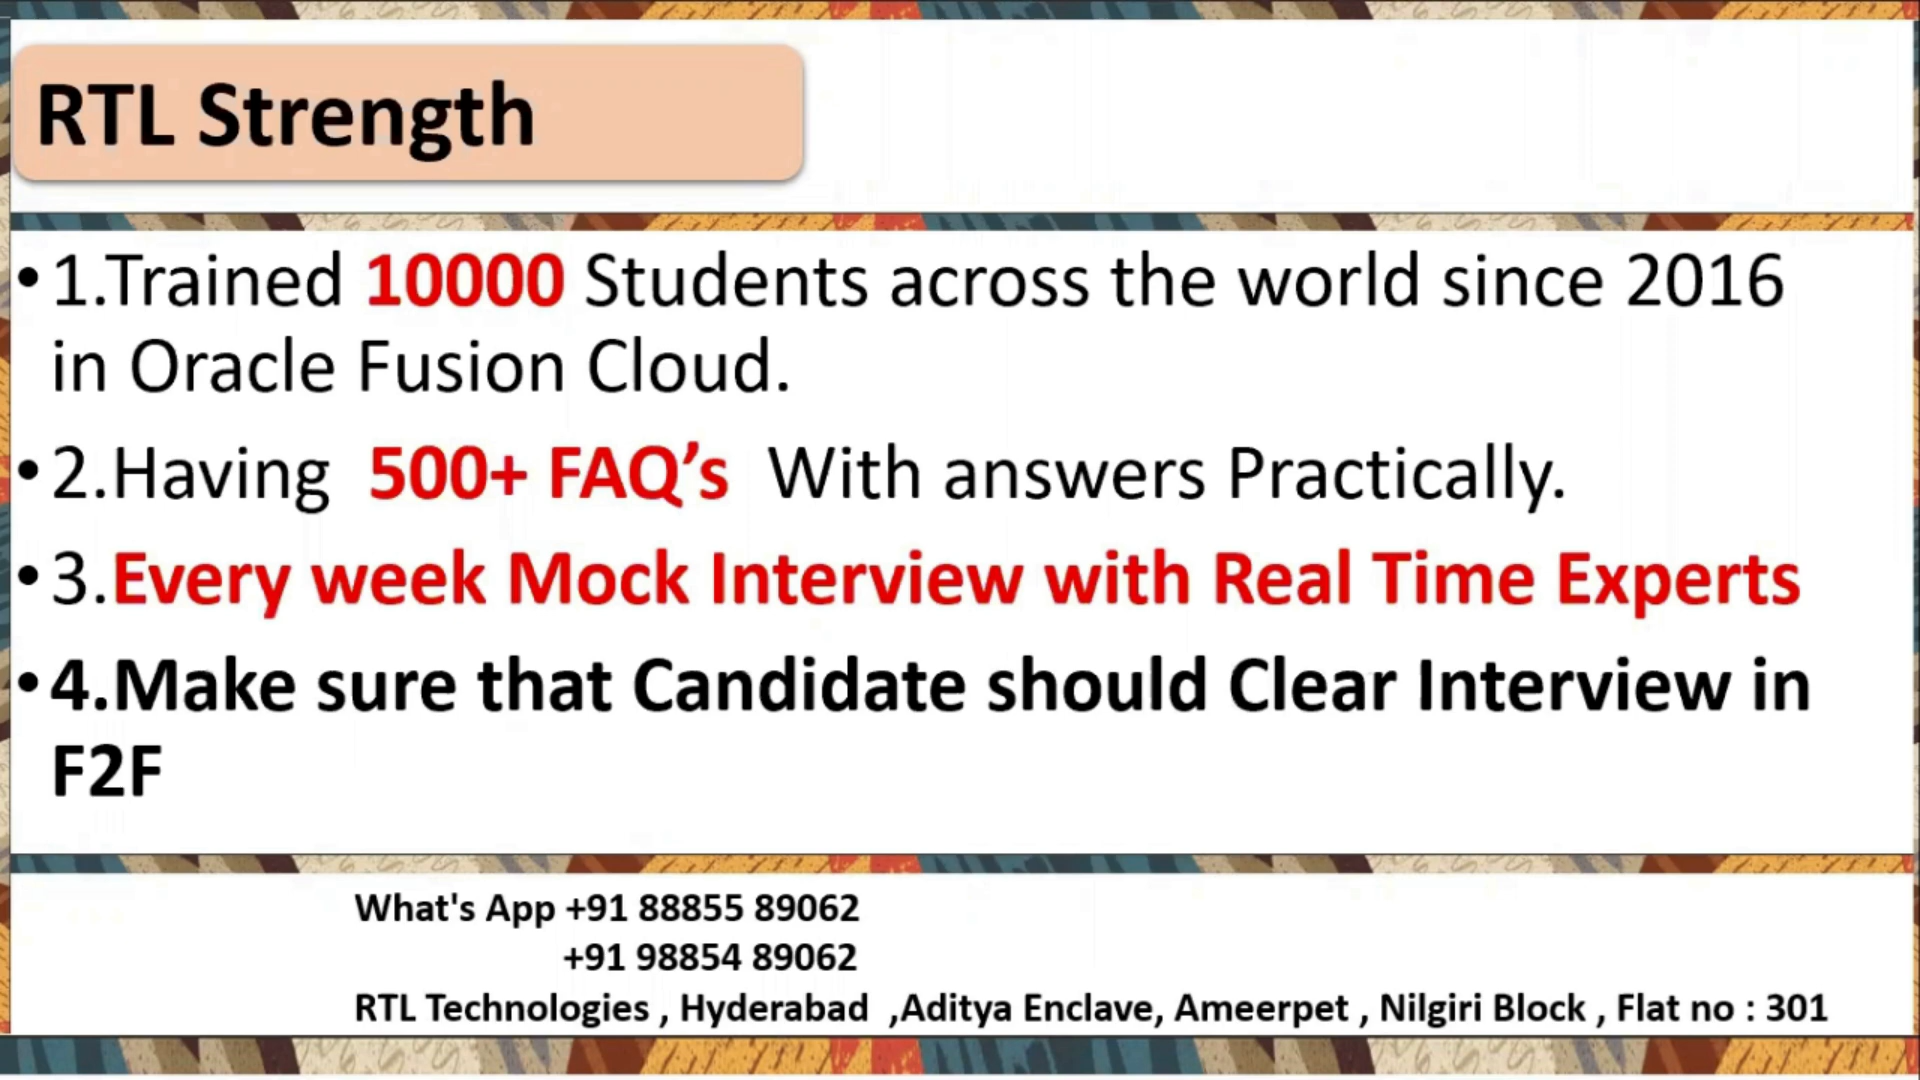 RTL Strength
•1.Trained 10000 Students across the world since 2016
in Oracle Fusion Cloud.
•2.Having 500+ FAQ’s With answers Practically.
•3.Every week Mock Interview with Real Time Experts
•4.Make sure that Candidate should Clear Interview in
F2F
What's App +91 88855 89062
+91 98854 89062
RTL Technologies , Hyderabad ,Aditya Enclave, Ameerpet , Nilgiri Block , Flat no : 301